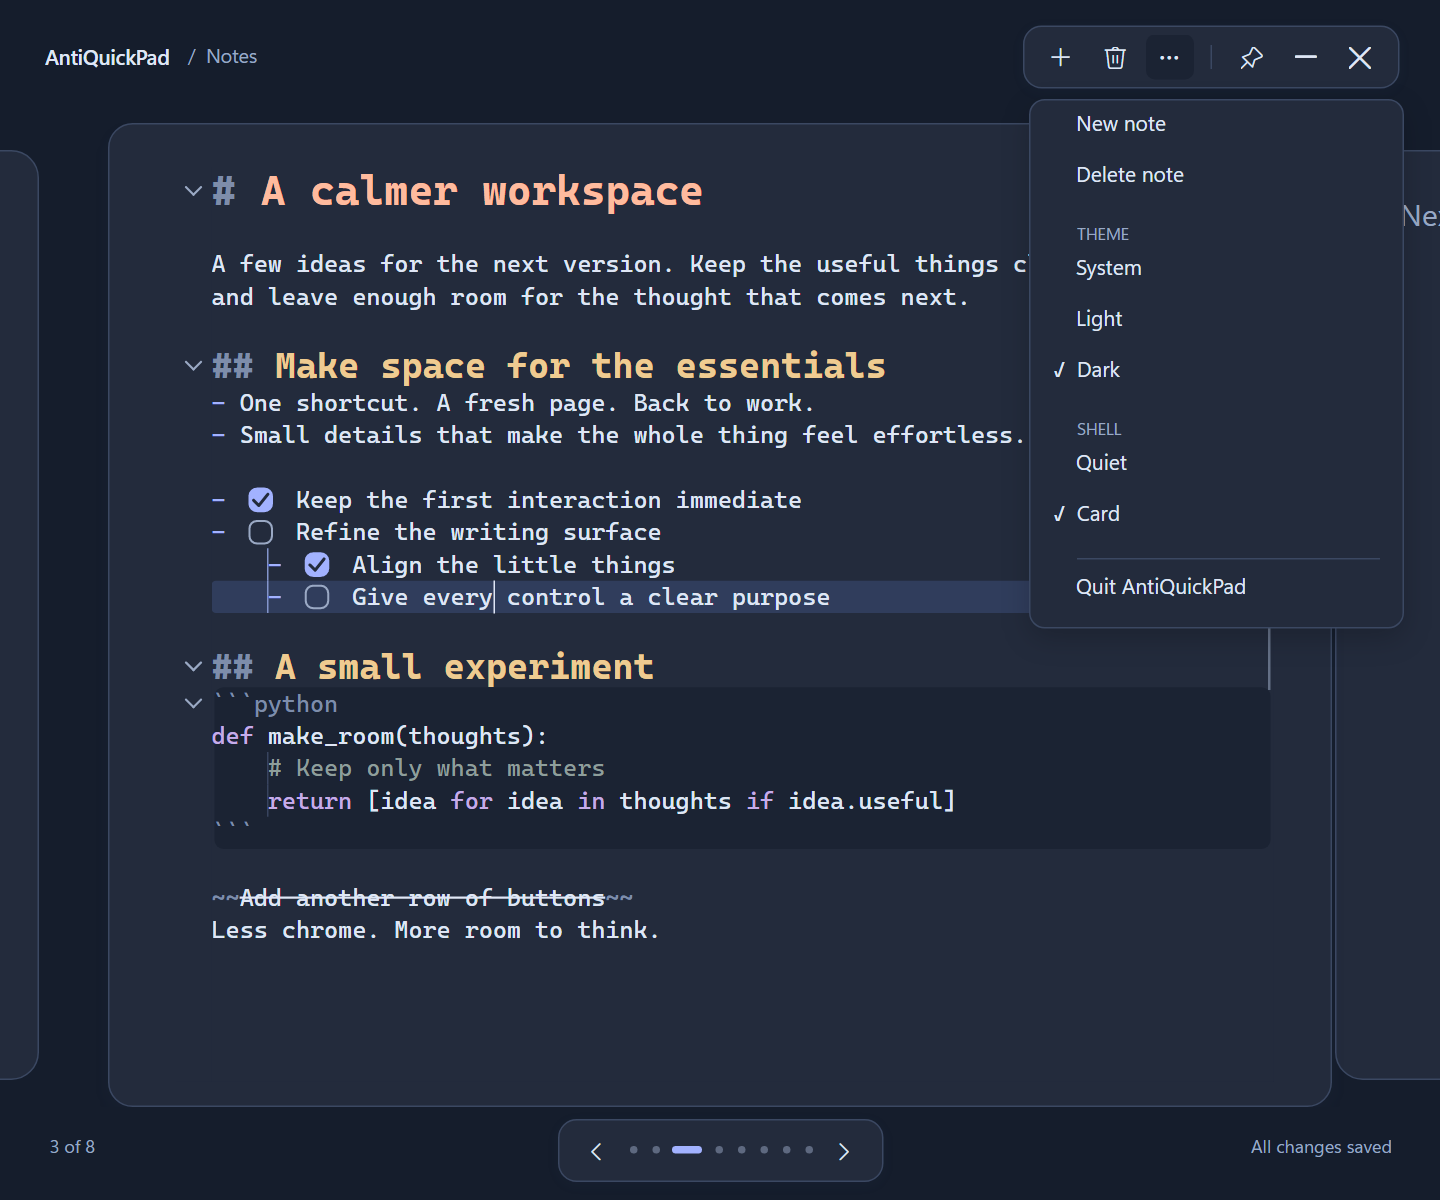 AntiQuickPad / Notes
New note
Delete note
THEME
System
Light
✓ Dark
SHELL
Quiet
✓ Card
Quit AntiQuickPad
# A calmer workspace
A few ideas for the next version. Keep the useful things
and leave enough room for the thought that comes next.
## Make space for the essentials
- One shortcut. A fresh page. Back to work.
- Small details that make the whole thing feel effortless.
- Keep the first interaction immediate
- Refine the writing surface
- Align the little things
- Give every control a clear purpose
## A small experiment
```python
def make_room(thoughts):
# Keep only what matters
return [idea for idea in thoughts if idea.useful]
```
~~Add another row of buttons~~
Less chrome. More room to think.
3 of 8
All changes saved